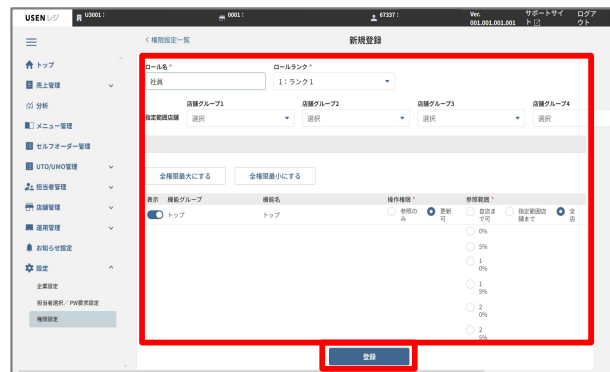 USEN レジ U3001： 0001： 67337： Ver. 001.001.001.001 サポートサイト ログアウト
く権限設定一覧 新規登録
トップ
売上管理
分析
メニュー管理
セルフオーダー管理
UTO/UMO管理
担当者管理
店舗管理
運用管理
お知らせ設定
設定
企業設定
担当者選択／PW要求設定
権限設定
ロール名 * ロールランク *
社員 1：ランク1
店舗グループ1 店舗グループ2 店舗グループ3 店舗グループ4
指定範囲店舗 選択 選択 選択 選択
全権限最大にする 全権限最小にする
表示 機能グループ 機能名 操作権限 * 参照範囲 *
トップ トップ 参照のみ 更新可 自店まで可 指定範囲店舗まで 全店
0%
5%
1
0%
1
5%
2
0%
2
5%
登録